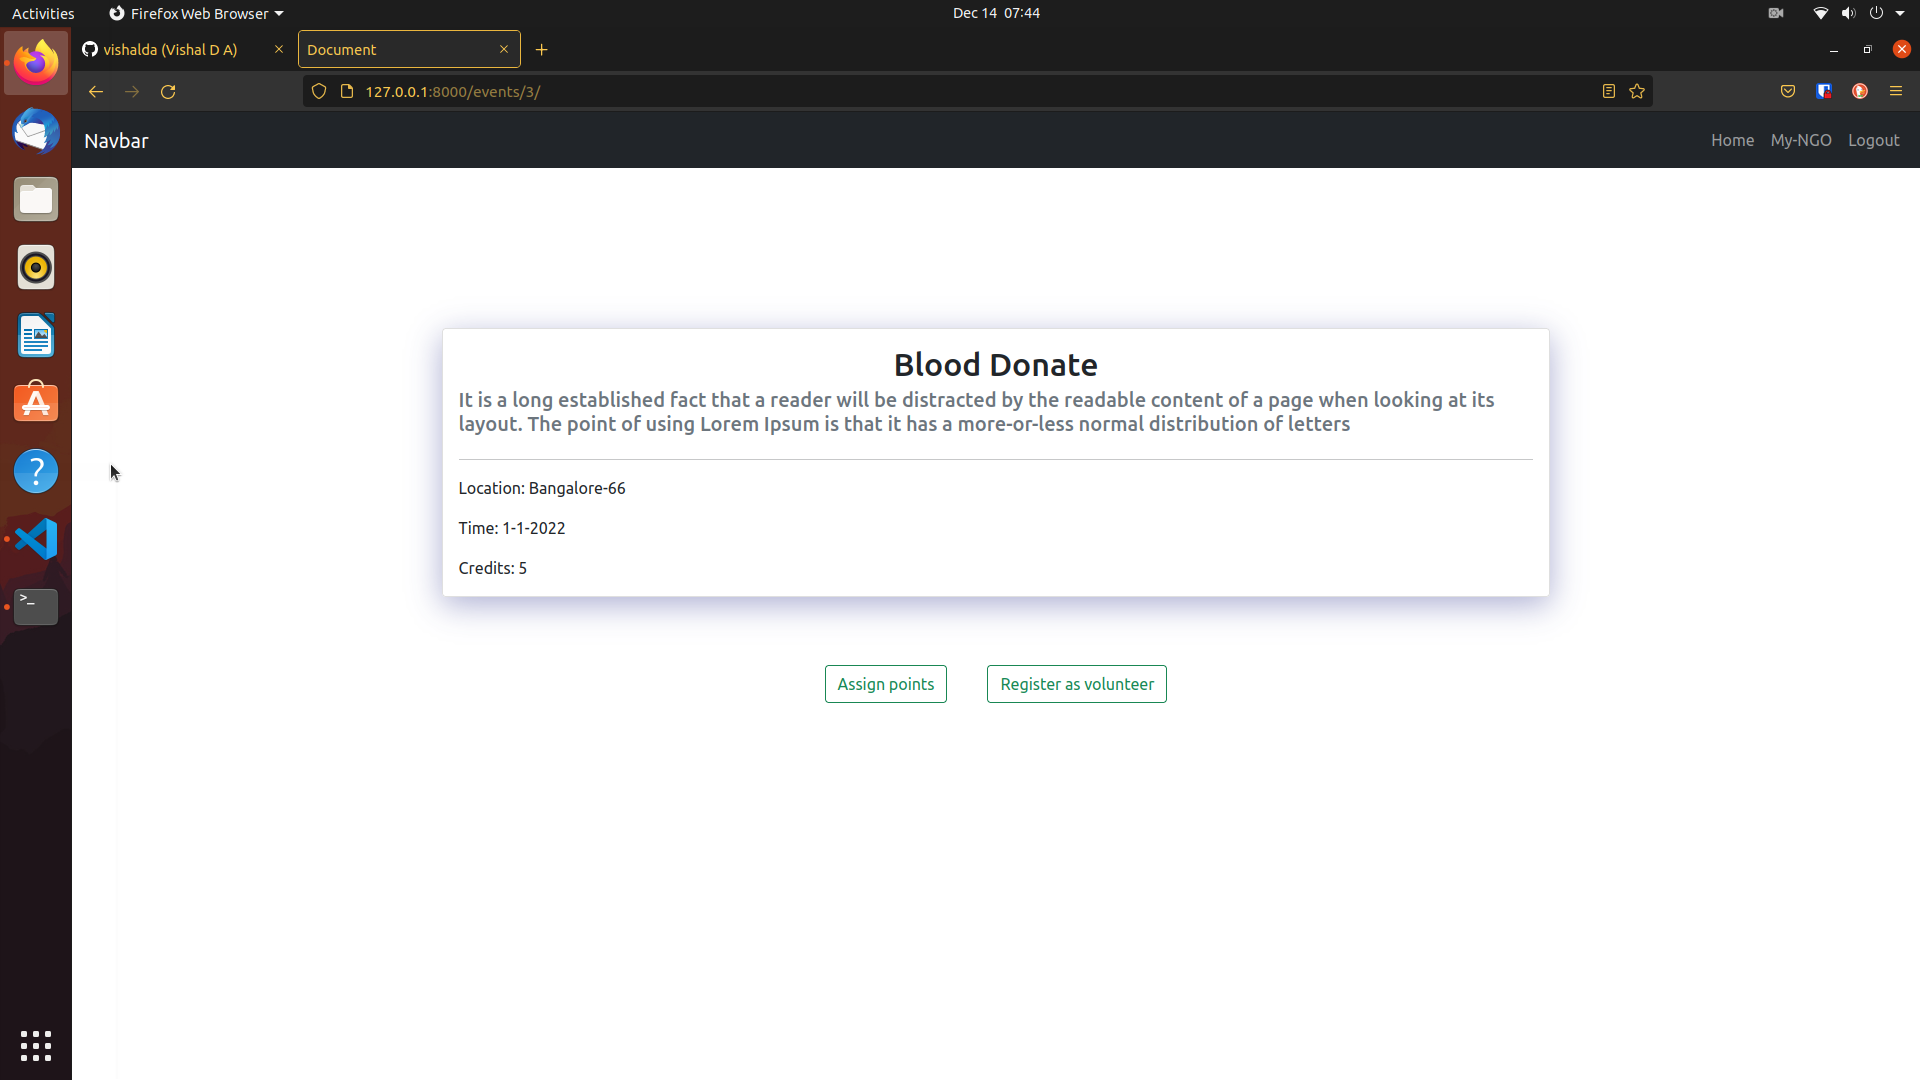 Activities
Firefox Web Browser
Dec 14 07:44
vishalda (Vishal D A)
Document
127.0.0.1:8000/events/3/
Navbar
Home
My-NGO
Logout
Blood Donate
It is a long established fact that a reader will be distracted by the readable content of a page when looking at its
layout. The point of using Lorem Ipsum is that it has a more-or-less normal distribution of letters
Location: Bangalore-66
Time: 1-1-2022
Credits: 5
Assign points
Register as volunteer